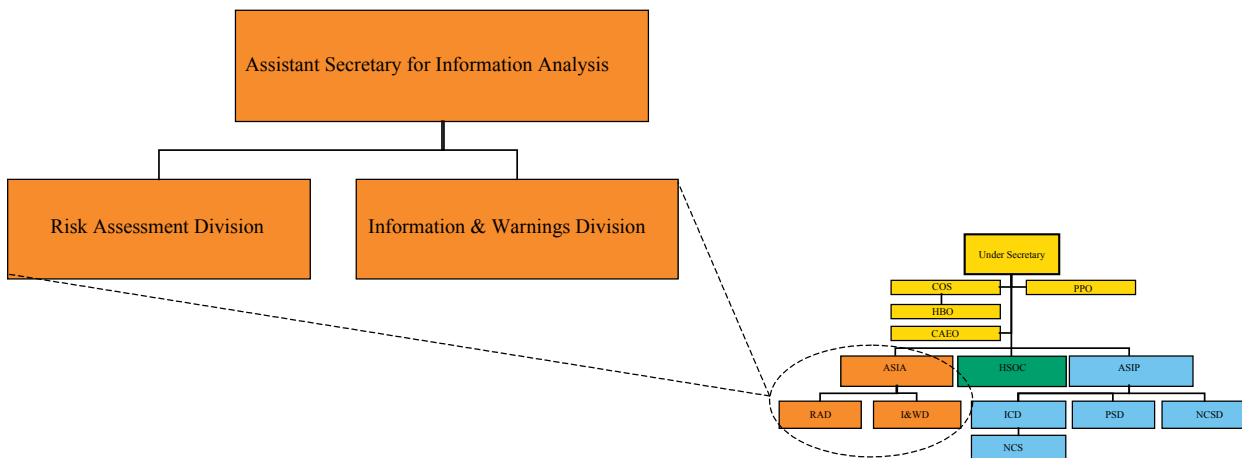 Assistant Secretary for Information Analysis
Risk Assessment Division
Information & Warnings Division
Under Secretary
COS
PPO
HBO
CAEO
ASIA
HSOC
ASIP
RAD
I&WD
ICD
PSD
NCSD
NCS